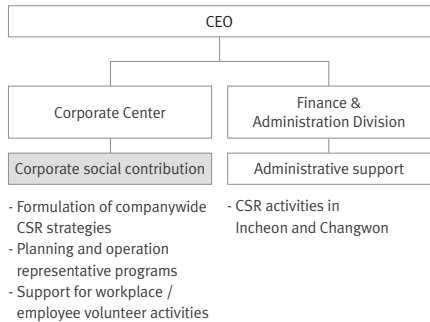 CEO
Corporate Center
Finance &
Administration Division
Corporate social contribution
Administrative support
- Formulation of companywide
CSR strategies
- Planning and operation
representative programs
- Support for workplace /
employee volunteer activities
- CSR activities in
Incheon and Changwon